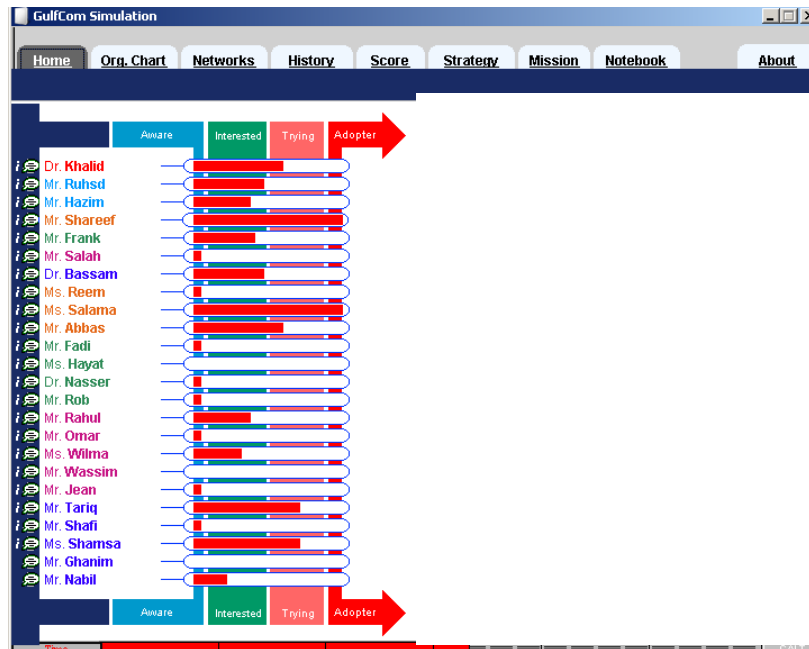 GulfCom Simulation
Home Org. Chart Networks History Score Strategy Mission Notebook About
Aware Interested Trying Adopter
i Dr. Khalid
i Mr. Ruhsd
i Mr. Hazim
i Mr. Shareef
i Mr. Frank
i Mr. Salah
i Dr. Bassam
i Ms. Reem
i Ms. Salama
i Mr. Abbas
i Mr. Fadi
i Ms. Hayat
i Dr. Nasser
i Mr. Rob
i Mr. Rahul
i Mr. Omar
i Ms. Wilma
i Mr. Wassim
i Mr. Jean
i Mr. Tariq
i Mr. Shafi
i Ms. Shamsa
Mr. Ghanim
Mr. Nabil
Aware Interested Trying Adopter
Time